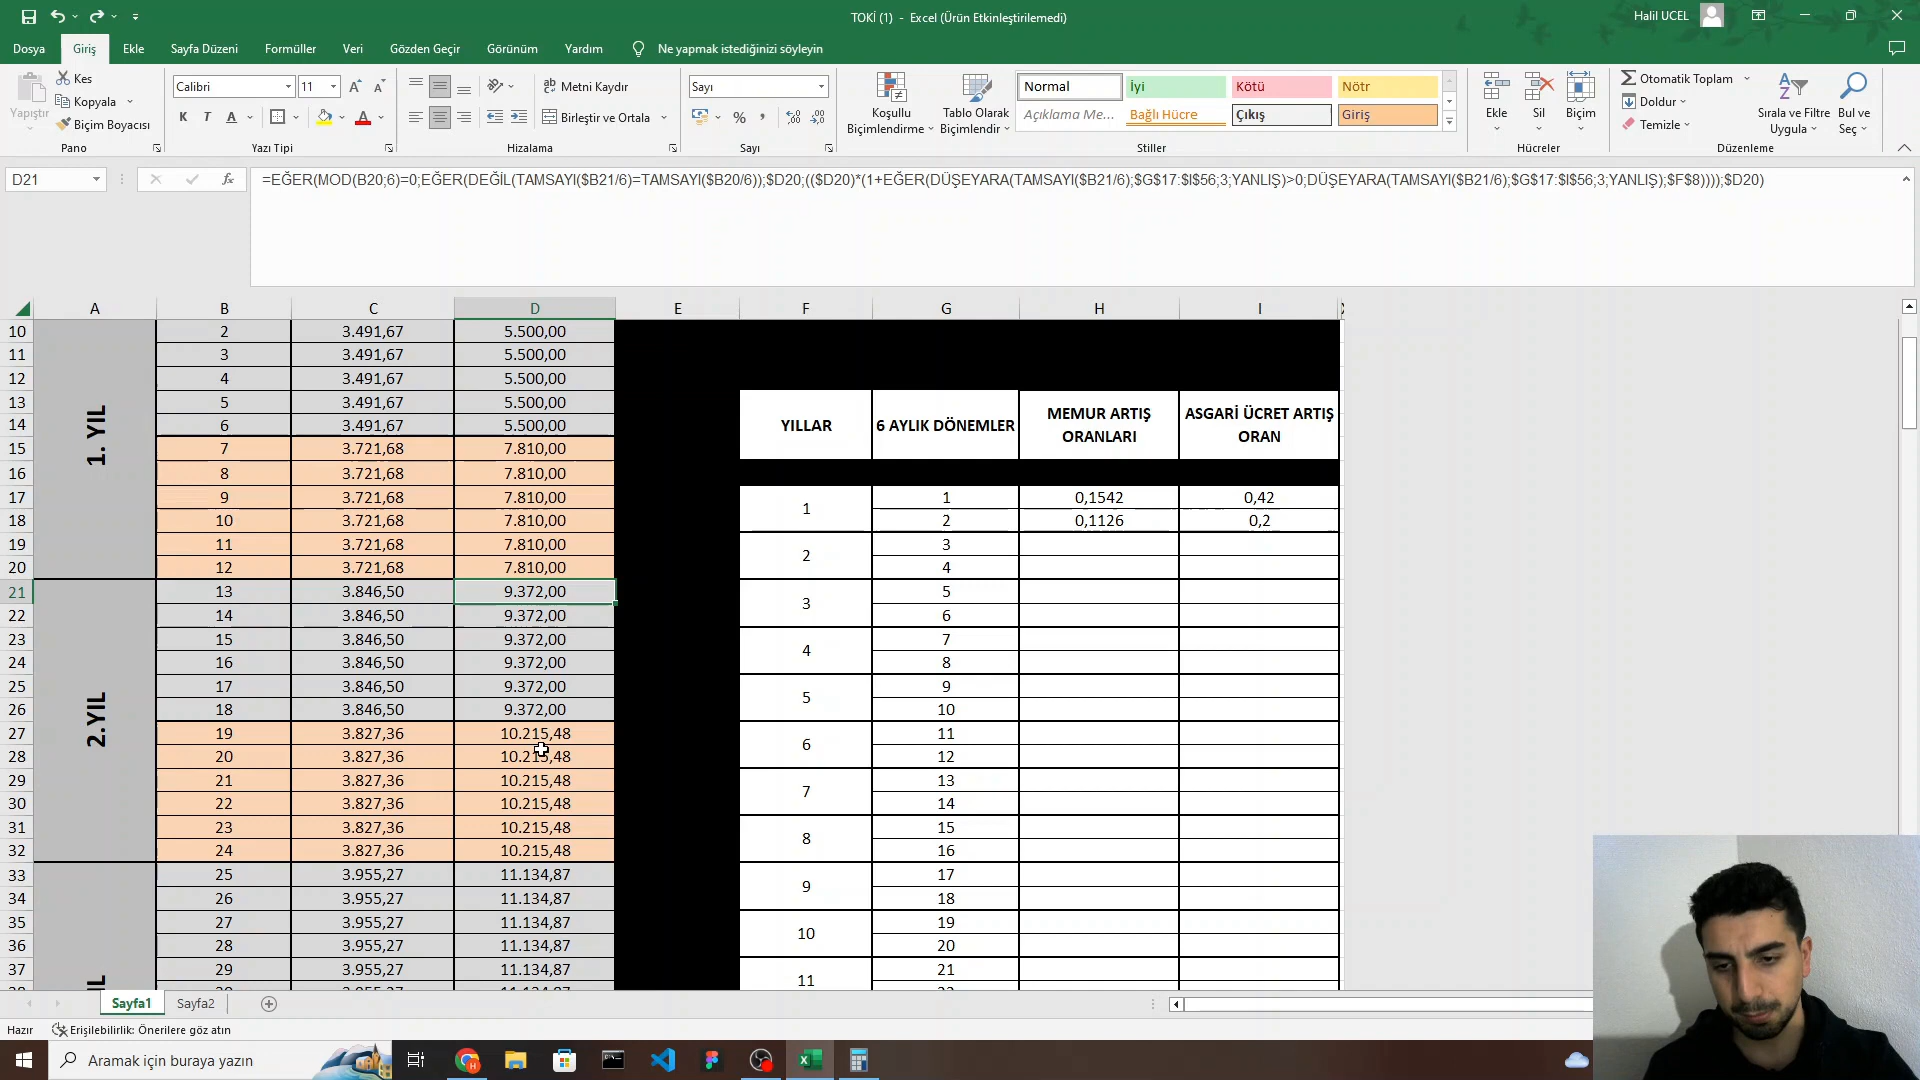 TOKİ (1) - Excel (Ürün Etkinleştirilemedi)
Halil UCEL
Dosya Giriş Ekle Sayfa Düzeni Formüller Veri Gözden Geçir Görünüm Yardım Ne yapmak istediğinizi söyleyin
Yapıştır
Kes
Kopyala
Biçim Boyacısı
Pano
Calibri 11
K T A
Yazı Tipi
Metni Kaydır
Birleştir ve Ortala
Hizalama
Sayı
Sayı
Koşullu Biçimlendirme
Tablo Olarak Biçimlendir
Normal İyi Kötü Nötr
Açıklama Me... Bağlı Hücre Çıkış Giriş
Stiller
Ekle Sil Biçim
Hücreler
Otomatik Toplam
Doldur
Temizle
Sırala ve Filtre Uygula
Bul ve Seç
Düzenleme
D21
=EĞER(MOD(B20;6)=0;EĞER(DEĞİL(TAMSAYI($B21/6)=TAMSAYI($B20/6));$D20;(($D20)*(1+EĞER(DÜŞEYARA(TAMSAYI($B21/6);$G$17:$I$56;3;YANLIŞ)>0;DÜŞEYARA(TAMSAYI($B21/6);$G$17:$I$56;3;YANLIŞ);$F$8))));$D20)
A B C D E F G H I
10 2 3.491,67 5.500,00
11 3 3.491,67 5.500,00
12 4 3.491,67 5.500,00
13 5 3.491,67 5.500,00
14 6 3.491,67 5.500,00
15 7 3.721,68 7.810,00
16 8 3.721,68 7.810,00
17 9 3.721,68 7.810,00
18 10 3.721,68 7.810,00
19 11 3.721,68 7.810,00
20 12 3.721,68 7.810,00
21 13 3.846,50 9.372,00
22 14 3.846,50 9.372,00
23 15 3.846,50 9.372,00
24 16 3.846,50 9.372,00
25 17 3.846,50 9.372,00
26 18 3.846,50 9.372,00
27 19 3.827,36 10.215,48
28 20 3.827,36 10.215,48
29 21 3.827,36 10.215,48
30 22 3.827,36 10.215,48
31 23 3.827,36 10.215,48
32 24 3.827,36 10.215,48
33 25 3.955,27 11.134,87
34 26 3.955,27 11.134,87
35 27 3.955,27 11.134,87
36 28 3.955,27 11.134,87
37 29 3.955,27 11.134,87
1. YIL
2.YIL
YILLAR
6 AYLIK DÖNEMLER
MEMUR ARTIŞ
ORANLARI
ASGARİ ÜCRET ARTIŞ
ORAN
1
1 0,1542 0,42
2 0,1126 0,2
2
3
4
3
5
6
4
7
8
5
9
10
6
11
12
7
13
14
8
15
16
9
17
18
10
19
20
11
21
Sayfa1 Sayfa2
Hazır Erişilebilirlik: Önerilere göz atın
Aramak için buraya yazın